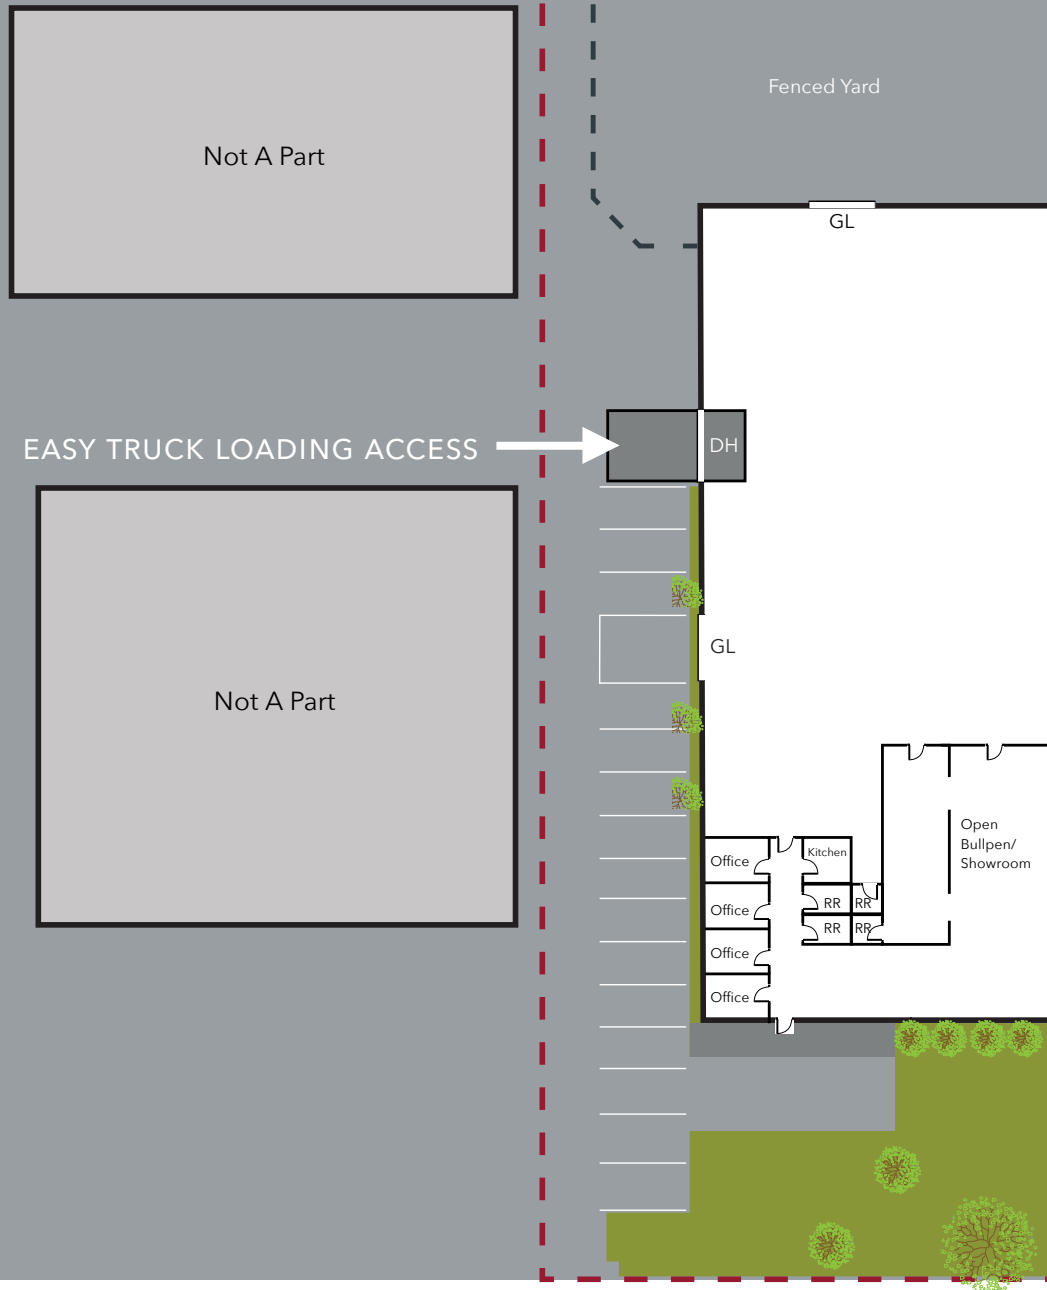 Fenced Yard
Not A Part
GL
EASY TRUCK LOADING ACCESS
DH
GL
Not A Part
Open
Bullpen/
Showroom
Office
Kitchen
Office
RR
RR
Office
RR
RR
Office